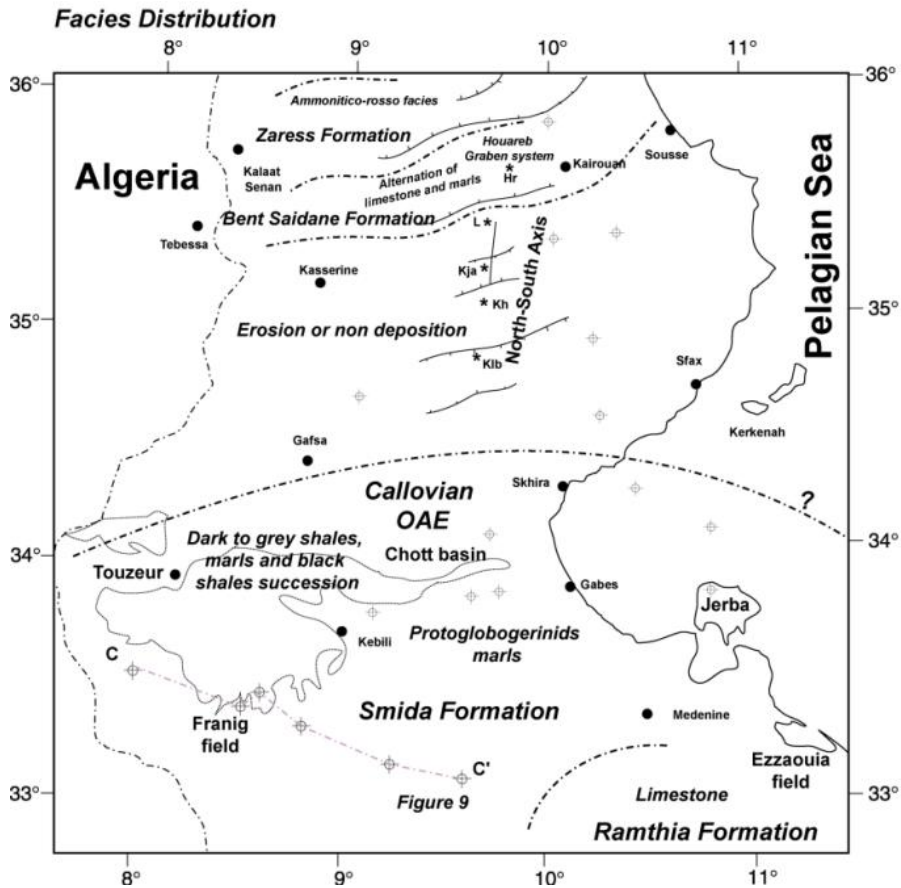 Facies Distribution
8° 9° 10° 11°
36° 36°
Ammonitico-rosso facies
Zaress Formation
Houareb
Graben system
Sousse
Algeria
Kalaat
Senan
Hr
Kairouan
Alternation of
limestone and marls
Bent Saidane Formation
L
Tebessa
Pelagian Sea
North-South Axis
Kasserine
Kja
Kh
35° 35°
Erosion or non deposition
Klb
Sfax
Kerkenah
Gafsa
Callovian
OAE
Skhira
?
34° 34°
Dark to grey shales,
marls and black
shales succession
Chott basin
Touzeur
Gabes
Jerba
Kebili
Protoglobogerinids
marls
C
Franig
field
Smida Formation
Medenine
C'
Ezzaouia
field
33° 33°
Figure 9
Limestone
Ramthia Formation
8° 9° 10° 11°